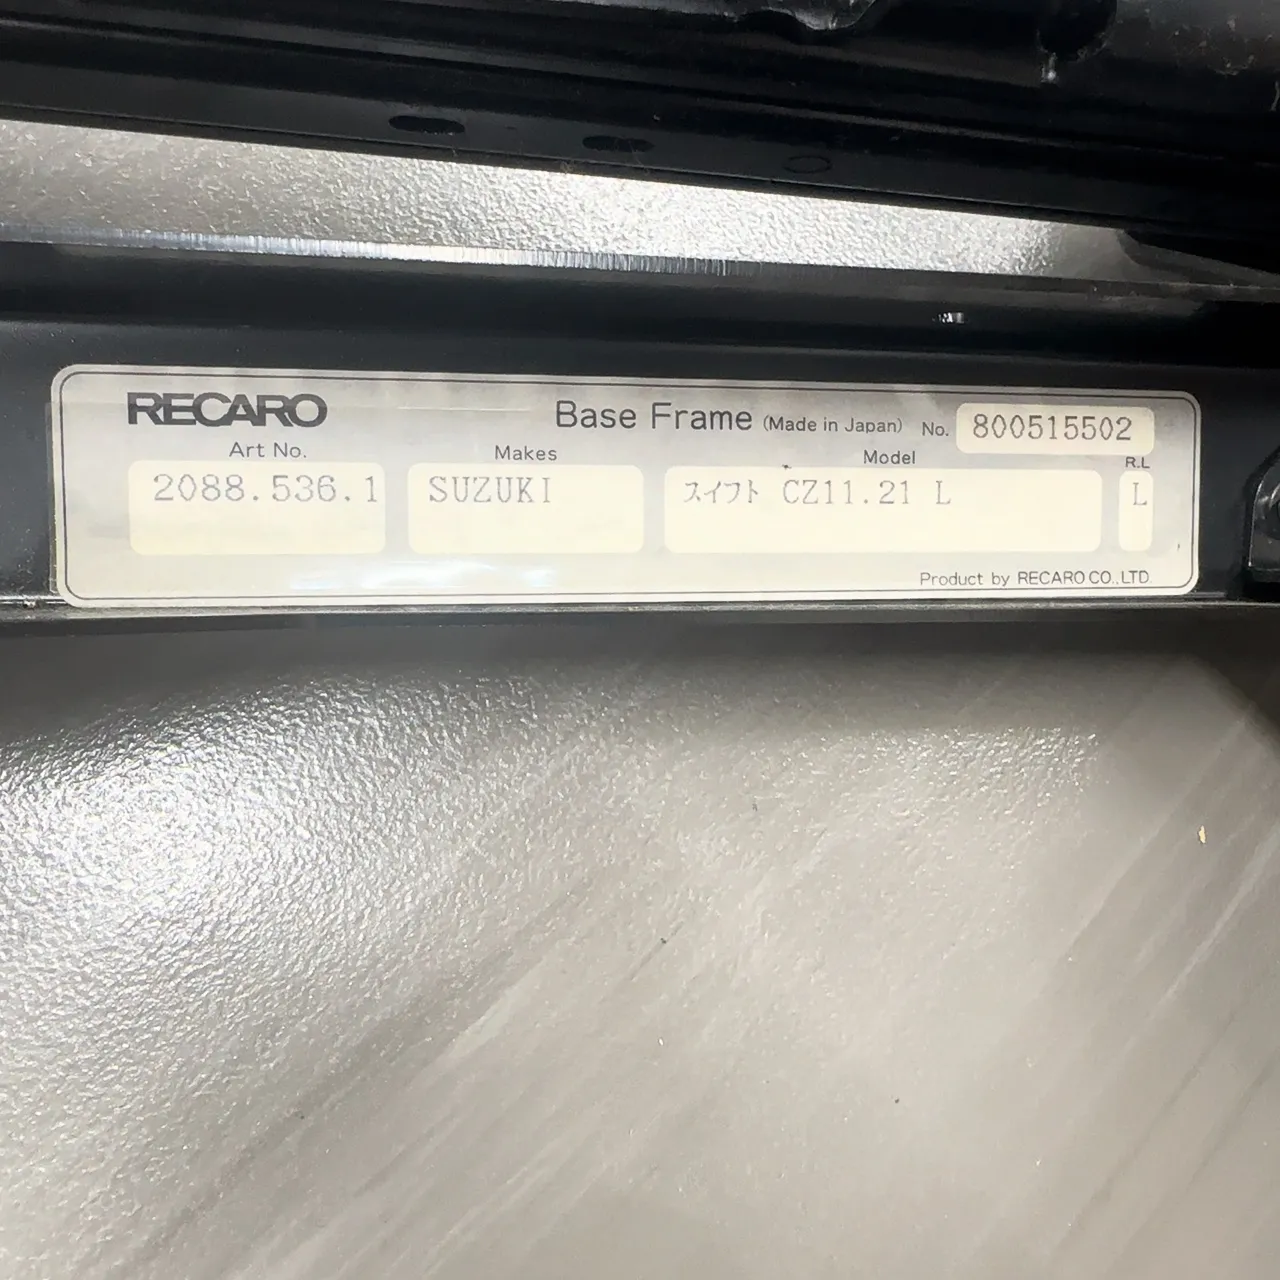 RECARO Base Frame (Made in Japan) No. 800515502
Art No. Makes Model R.L
2088.536.1 SUZUKI スイフト CZ11.21 L L
Product by RECARO CO.,LTD.